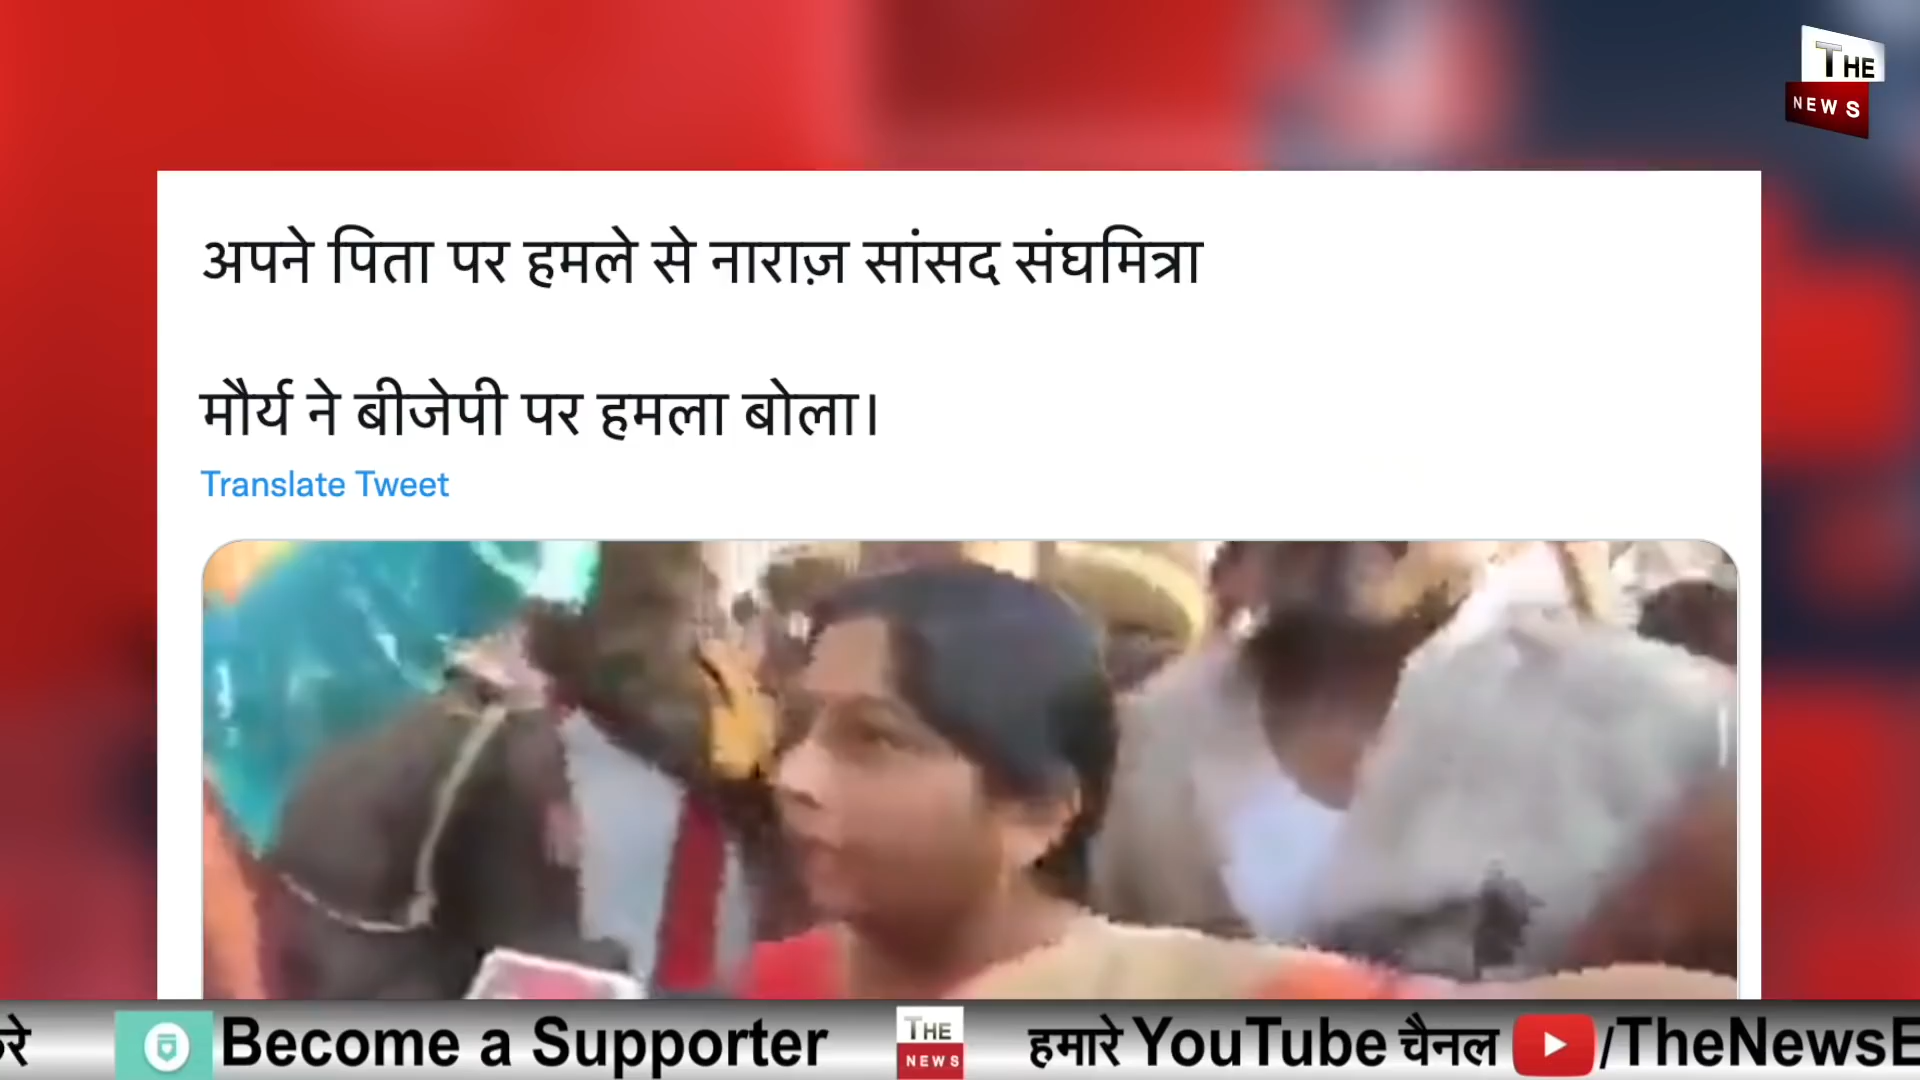 THE
NEWS
अपने पिता पर हमले से नाराज़ सांसद संघमित्रा
मौर्य ने बीजेपी पर हमला बोला।
Translate Tweet
रे Become a Supporter THE NEWS हमारे YouTube चैनल /TheNewsE